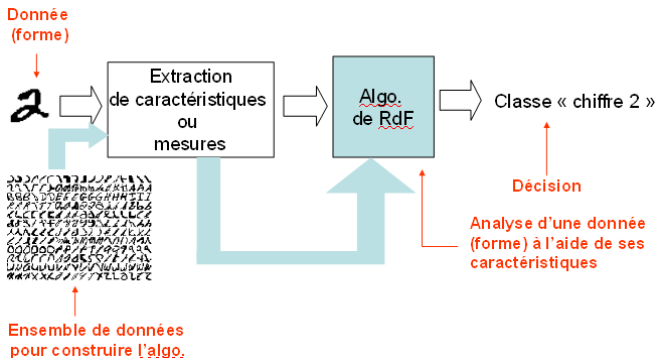 Donnée
(forme)
2
Extraction
de caractéristiques
ou
mesures
Algo.
de RdF
Classe « chiffre 2 »
Décision
Analyse d'une donnée
(forme) à l'aide de ses
caractéristiques
Ensemble de données
pour construire l'algo.